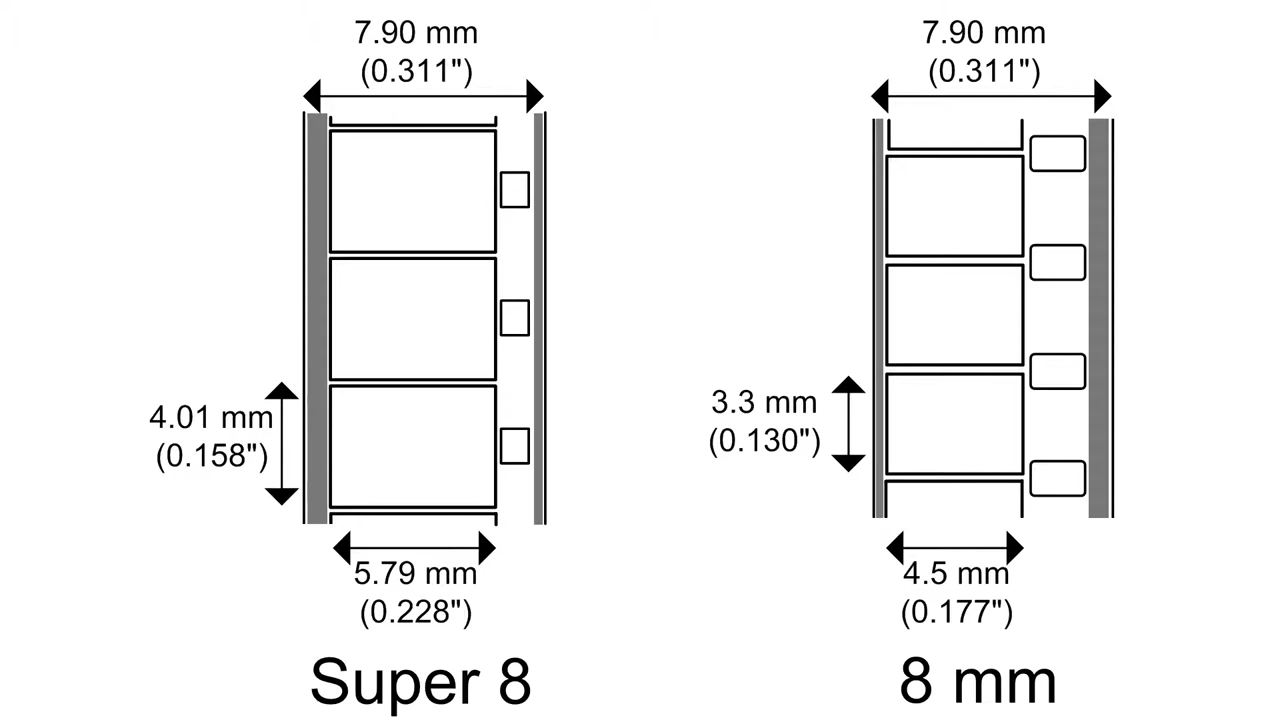 7.90 mm
(0.311")
4.01 mm
(0.158")
5.79 mm
(0.228")
Super 8
7.90 mm
(0.311")
3.3 mm
(0.130")
4.5 mm
(0.177")
8 mm